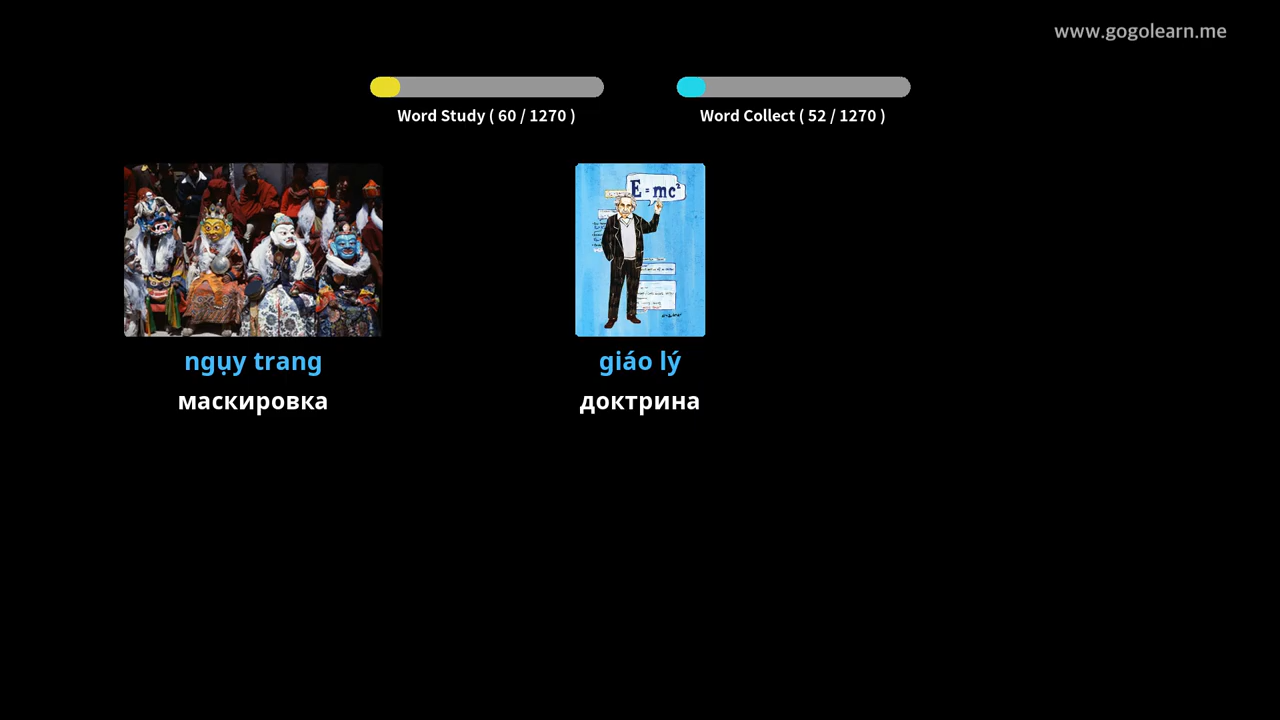 www.gogolearn.me
Word Study ( 60 / 1270 )
Word Collect ( 52 / 1270 )
E=mc²
ngụy trang
giáo lý
маскировка
доктрина